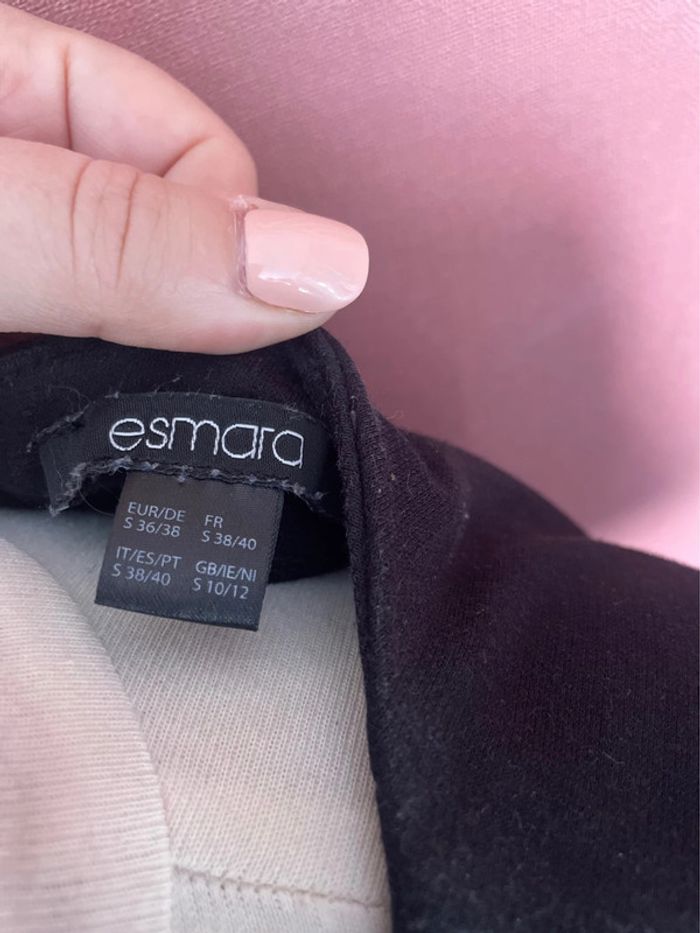 esmara
EUR/DE FR
S 36/38 S 38/40
IT/ES/PT GB/IE/NI
S 38/40 S 10/12